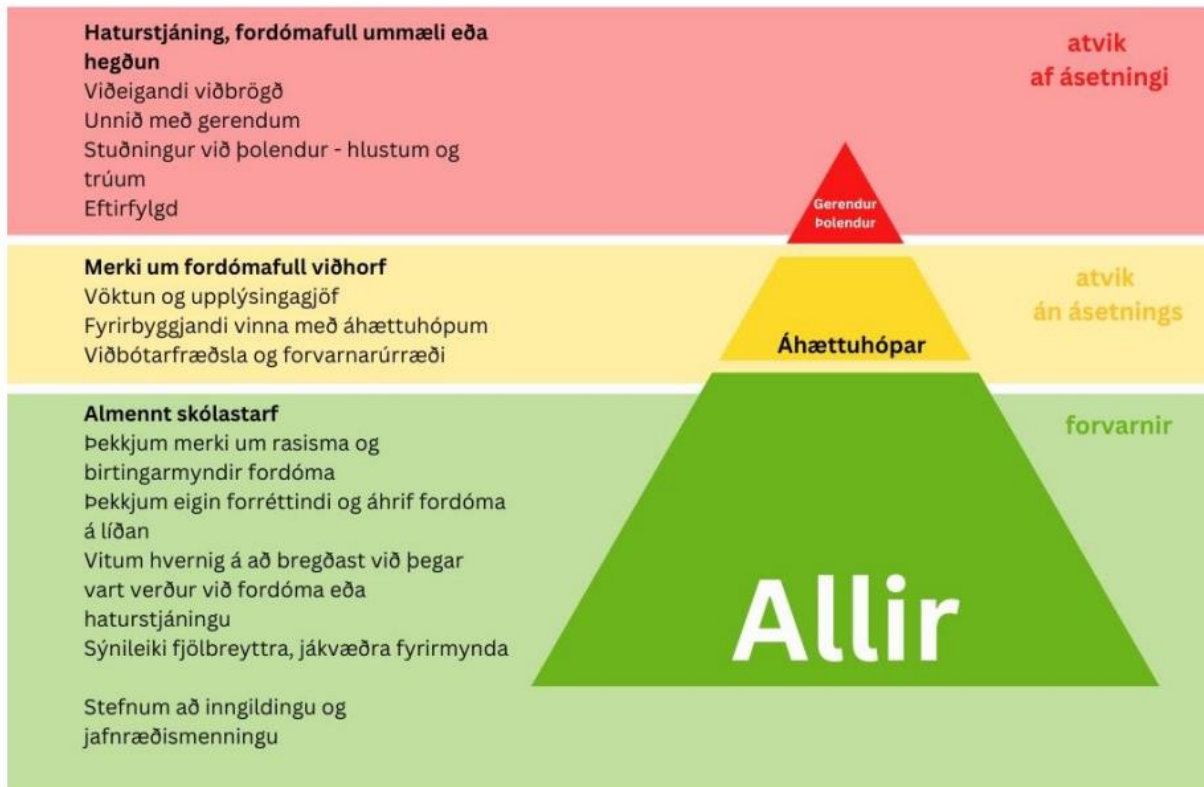 Haturstjáning, fordómafull ummæli eða
hegðun
Viðeigandi viðbrögð
Unnið með gerendum
Stuðningur við þolendur - hlustum og
trúum
Eftirfylgd
atvik
af ásetningi
Gerendur
Þolendur
Merki um fordómafull viðhorf
Vöktun og upplýsingagjöf
Fyrirbyggjandi vinna með áhættuhópum
Viðbótarfræðsla og forvarnarúrræði
atvik
án ásetnings
Áhættuhópar
Almennt skólastarf
Þekkjum merki um rasisma og
birtingarmyndir fordóma
Þekkjum eigin forréttindi og áhrif fordóma
á líðan
Vitum hvernig á að bregðast við þegar
vart verður við fordóma eða
haturstjáningu
Sýnileiki fjölbreyttra, jákvæðra fyrirmynda
Stefnum að inngildingu og
jafnræðismenningu
forvarnir
Allir